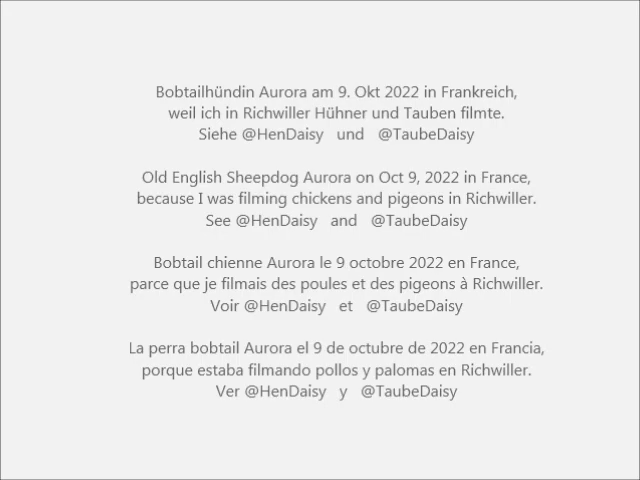 Bobtailhündin Aurora am 9. Okt 2022 in Frankreich,
weil ich in Richwiller Hühner und Tauben filmte.
Siehe @HenDaisy und @TaubeDaisy
Old English Sheepdog Aurora on Oct 9, 2022 in France,
because I was filming chickens and pigeons in Richwiller.
See @HenDaisy and @TaubeDaisy
Bobtail chienne Aurora le 9 octobre 2022 en France,
parce que je filmais des poules et des pigeons à Richwiller.
Voir @HenDaisy et @TaubeDaisy
La perra bobtail Aurora el 9 de octubre de 2022 en Francia,
porque estaba filmando pollos y palomas en Richwiller.
Ver @HenDaisy y @TaubeDaisy